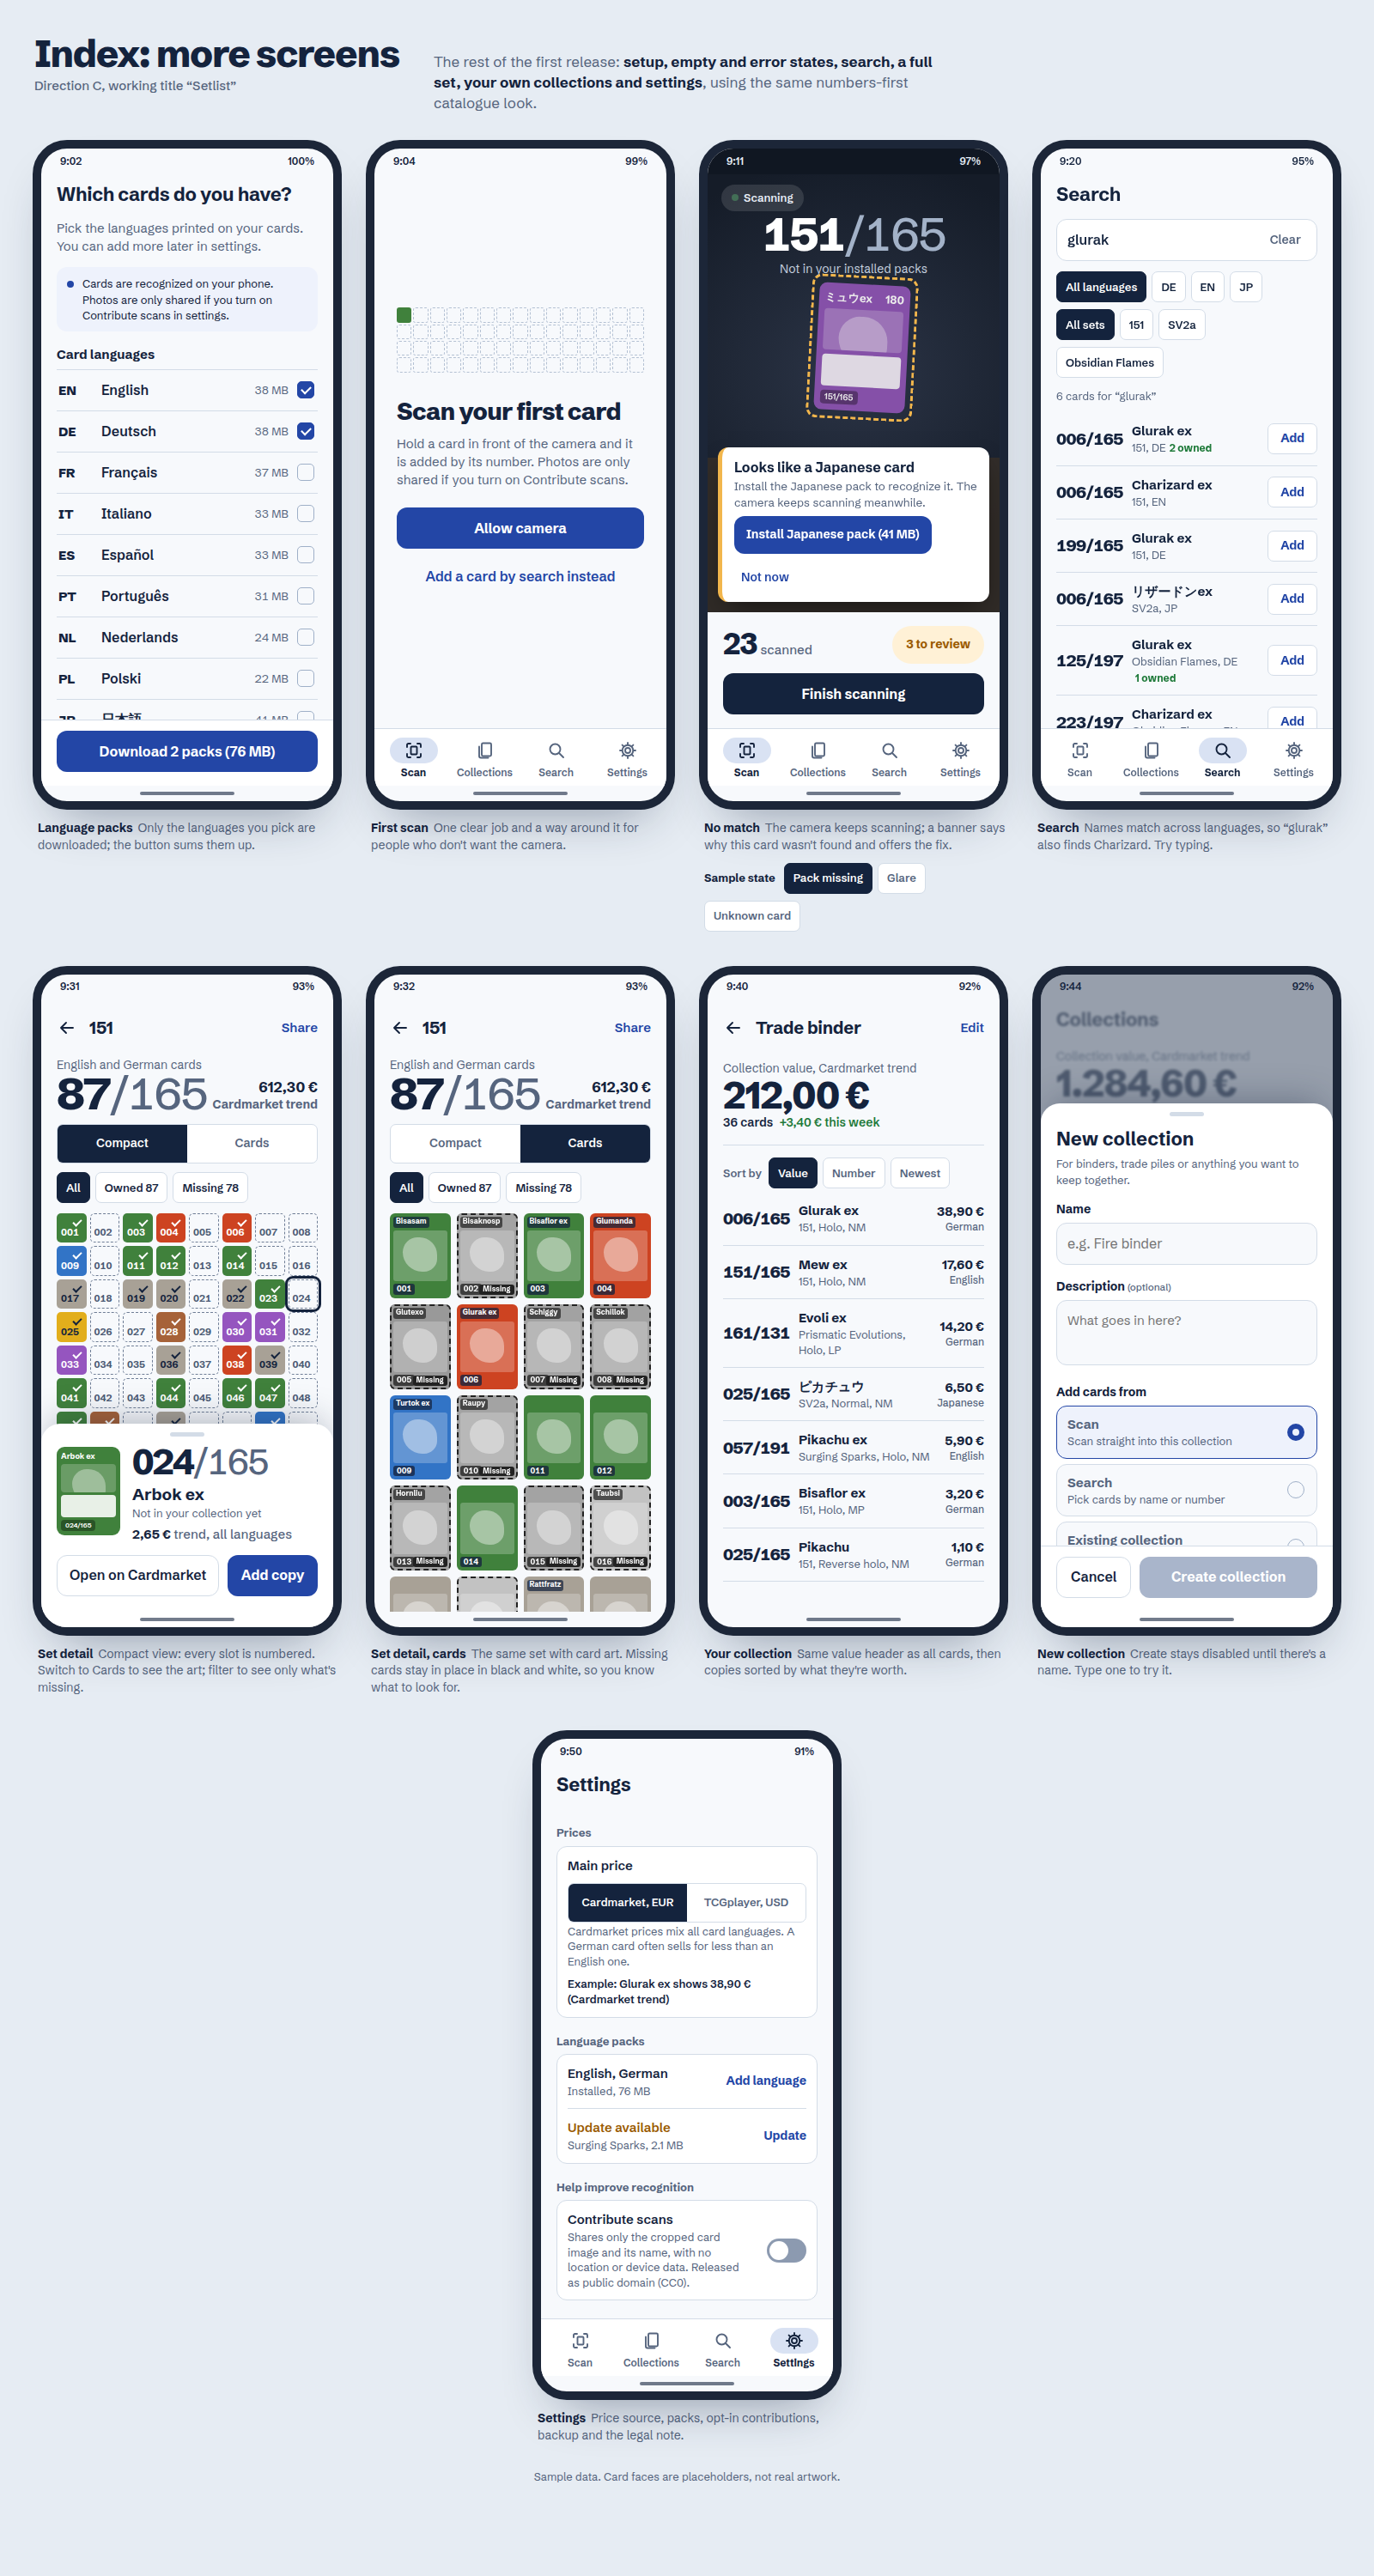 Index: more screens
Direction C, working title “Setlist”
The rest of the first release: setup, empty and error states, search, a full
set, your own collections and settings, using the same numbers-first
catalogue look.
9:02 100%
Which cards do you have?
Pick the languages printed on your cards.
You can add more later in settings.
Cards are recognized on your phone.
Photos are only shared if you turn on
Contribute scans in settings.
Card languages
EN English 38 MB
DE Deutsch 38 MB
FR Français 37 MB
IT Italiano 33 MB
ES Español 33 MB
PT Português 31 MB
NL Nederlands 24 MB
PL Polski 22 MB
JP 日本語 41 MB
Download 2 packs (76 MB)
Language packs Only the languages you pick are
downloaded; the button sums them up.
9:04 99%
Scan your first card
Hold a card in front of the camera and it
is added by its number. Photos are only
shared if you turn on Contribute scans.
Allow camera
Add a card by search instead
Scan Collections Search Settings
First scan One clear job and a way around it for
people who don't want the camera.
9:11 97%
Scanning
151/165
Not in your installed packs
ミュウex 180
151/165
Looks like a Japanese card
Install the Japanese pack to recognize it. The
camera keeps scanning meanwhile.
Install Japanese pack (41 MB)
Not now
23 scanned
3 to review
Finish scanning
Scan Collections Search Settings
No match The camera keeps scanning; a banner says
why this card wasn't found and offers the fix.
Sample state Pack missing Glare
Unknown card
9:20 95%
Search
glurak Clear
All languages DE EN JP
All sets 151 SV2a
Obsidian Flames
6 cards for “glurak”
006/165 Glurak ex Add
151, DE 2 owned
006/165 Charizard ex Add
151, EN
199/165 Glurak ex Add
151, DE
006/165 リザードンex Add
SV2a, JP
125/197 Glurak ex Add
Obsidian Flames, DE
1 owned
223/197 Charizard ex Add
Scan Collections Search Settings
Search Names match across languages, so “glurak”
also finds Charizard. Try typing.
9:31 93%
151 Share
English and German cards
87/165
612,30 €
Cardmarket trend
Compact Cards
All Owned 87 Missing 78
001 002 003 004 005 006 007 008
009 010 011 012 013 014 015 016
017 018 019 020 021 022 023 024
025 026 027 028 029 030 031 032
033 034 035 036 037 038 039 040
041 042 043 044 045 046 047 048
Arbok ex
024/165
024/165
Arbok ex
Not in your collection yet
2,65 € trend, all languages
Open on Cardmarket Add copy
Set detail Compact view: every slot is numbered.
Switch to Cards to see the art; filter to see only what's
missing.
9:32 93%
151 Share
English and German cards
87/165
612,30 €
Cardmarket trend
Compact Cards
All Owned 87 Missing 78
Bisasam Bisaknosp Bisaflor ex Glumanda
001 002 Missing 003 004
Glutexo Glurak ex Schiggy Schillok
005 Missing 006 007 Missing 008 Missing
Turtok ex Raupy
009 010 Missing 011 012
Hornliu Taubsi
013 Missing 014 015 Missing 016 Missing
Rattfratz
Set detail, cards The same set with card art. Missing
cards stay in place in black and white, so you know
what to look for.
9:40 92%
Trade binder Edit
Collection value, Cardmarket trend
212,00 €
36 cards +3,40 € this week
Sort by Value Number Newest
006/165 Glurak ex 38,90 €
151, Holo, NM German
151/165 Mew ex 17,60 €
151, Holo, NM English
161/131 Evoli ex 14,20 €
Prismatic Evolutions, German
Holo, LP
025/165 ピカチュウ 6,50 €
SV2a, Normal, NM Japanese
057/191 Pikachu ex 5,90 €
Surging Sparks, Holo, NM English
003/165 Bisaflor ex 3,20 €
151, Holo, MP German
025/165 Pikachu 1,10 €
151, Reverse holo, NM German
Your collection Same value header as all cards, then
copies sorted by what they're worth.
9:44 92%
Collections
Collection value, Cardmarket trend
1.284,60 €
New collection
For binders, trade piles or anything you want to
keep together.
Name
e.g. Fire binder
Description (optional)
What goes in here?
Add cards from
Scan
Scan straight into this collection
Search
Pick cards by name or number
Existing collection
Cancel Create collection
New collection Create stays disabled until there's a
name. Type one to try it.
9:50 91%
Settings
Prices
Main price
Cardmarket, EUR TCGplayer, USD
Cardmarket prices mix all card languages. A
German card often sells for less than an
English one.
Example: Glurak ex shows 38,90 €
(Cardmarket trend)
Language packs
English, German Add language
Installed, 76 MB
Update available Update
Surging Sparks, 2.1 MB
Help improve recognition
Contribute scans
Shares only the cropped card
image and its name, with no
location or device data. Released
as public domain (CC0).
Scan Collections Search Settings
Settings Price source, packs, opt-in contributions,
backup and the legal note.
Sample data. Card faces are placeholders, not real artwork.